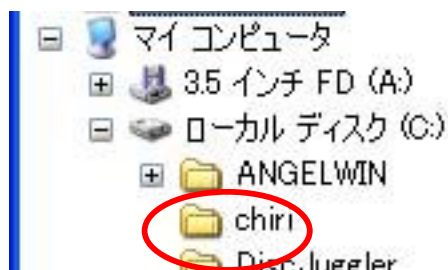 マイ コンピュータ
3.5 インチ FD (A:)
ローカル ディスク (C:)
ANGELWIN
chiri
DiscJuggler